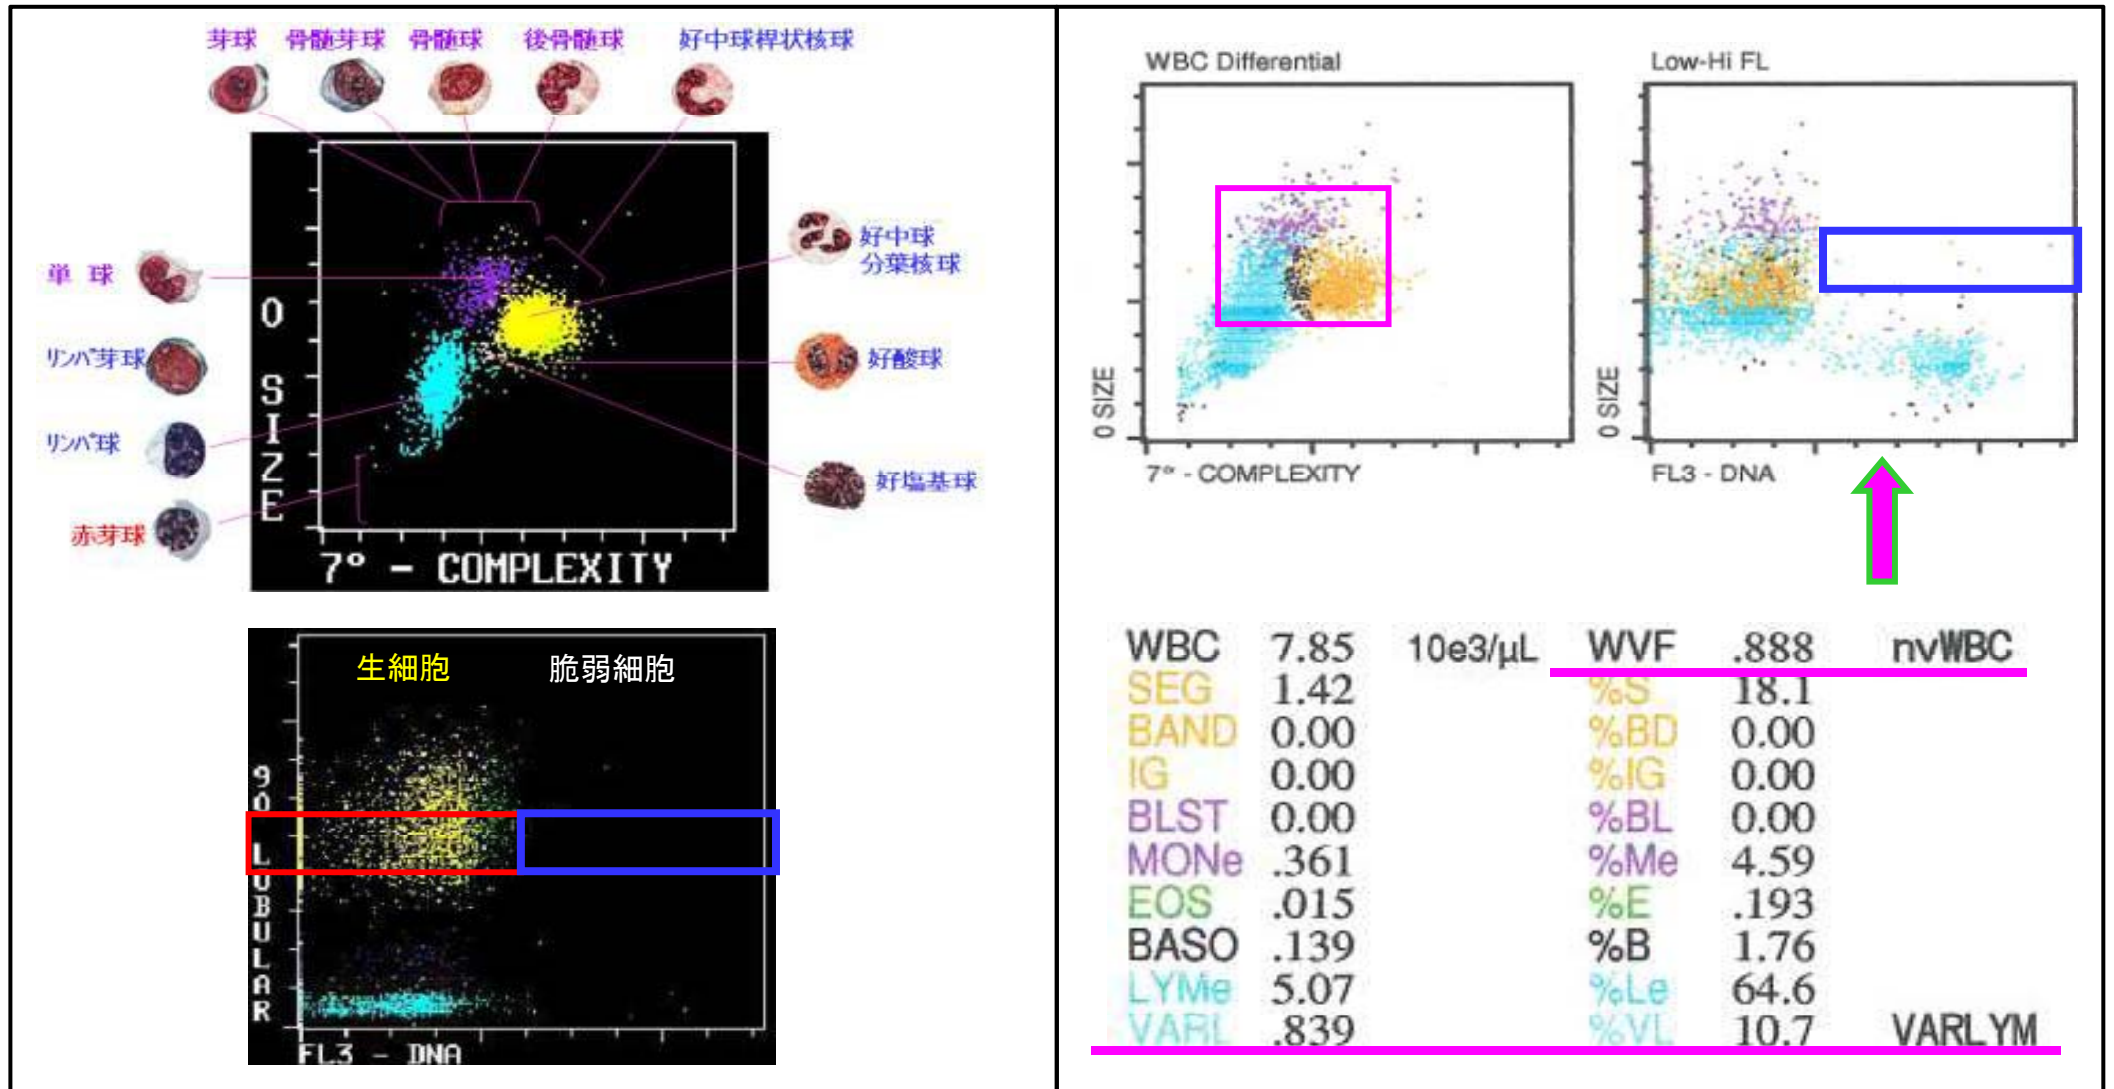 芽球 骨髄芽球 骨髄球 後骨髄球 好中球桿状核球
単 球
リンパ芽球
リンパ球
赤芽球
好中球
分葉核球
好酸球
好塩基球
0 SIZE
7° - COMPLEXITY
生細胞 脆弱細胞
90 LOBULAR
FL3 - DNA
WBC Differential
0 SIZE
7° - COMPLEXITY
Low-Hi FL
0 SIZE
FL3 - DNA
WBC 7.85 10e3/µL WVF .888 nvWBC
SEG 1.42 %S 18.1
BAND 0.00 %BD 0.00
IG 0.00 %IG 0.00
BLST 0.00 %BL 0.00
MONe .361 %Me 4.59
EOS .015 %E .193
BASO .139 %B 1.76
LYMe 5.07 %Le 64.6
VARL .839 %VL 10.7 VARLYM